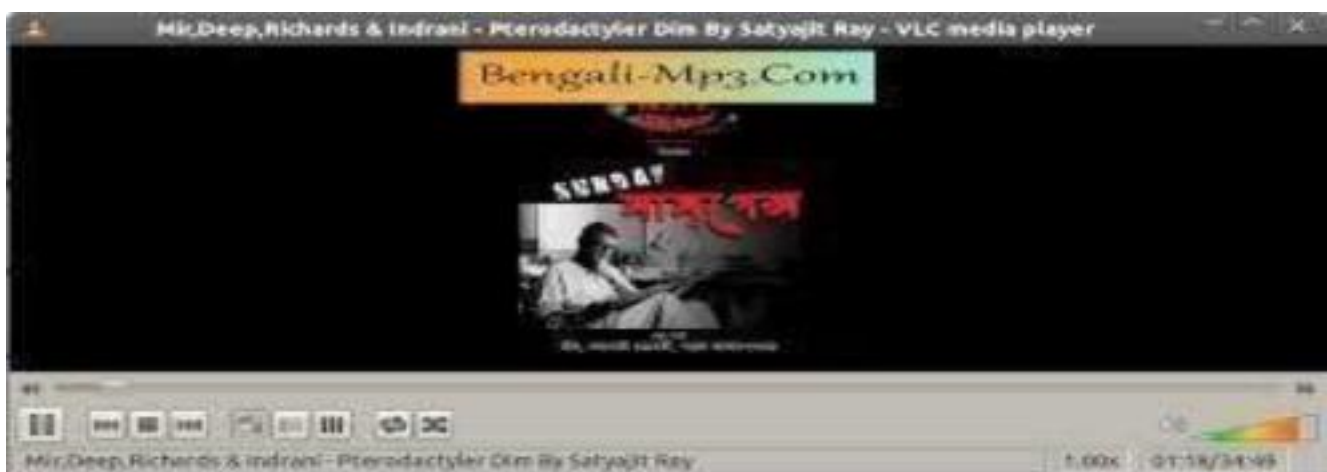 Mir,Deep,Richards & Indrani - Pterodactyler Dim By Satyajit Ray - VLC media player
Bengali-Mp3.Com
SUNDAY
সাসপেন্স
Mir,Deep,Richards & Indrani - Pterodactyler Dim By Satyajit Ray
1.00x
01:18/34:49